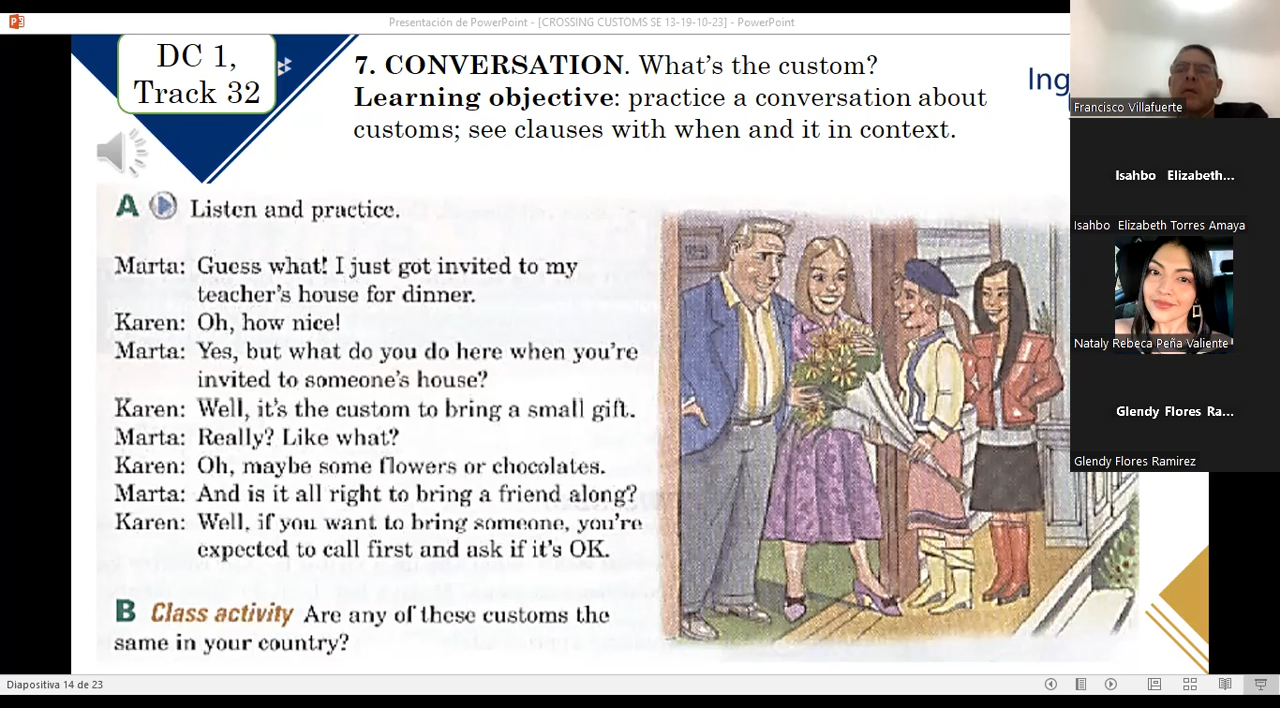 Presentación de PowerPoint - [CROSSING CUSTOMS SE 13-19-10-23] - PowerPoint
DC 1,
Track 32
7. CONVERSATION. What's the custom?
Learning objective: practice a conversation about
customs; see clauses with when and it in context.
Ing
A Listen and practice.
Marta: Guess what! I just got invited to my
teacher's house for dinner.
Karen: Oh, how nice!
Marta: Yes, but what do you do here when you're
invited to someone's house?
Karen: Well, it's the custom to bring a small gift.
Marta: Really? Like what?
Karen: Oh, maybe some flowers or chocolates.
Marta: And is it all right to bring a friend along?
Karen: Well, if you want to bring someone, you're
expected to call first and ask if it's OK.
B Class activity Are any of these customs the
same in your country?
Francisco Villafuerte
Isahbo Elizabeth...
Isahbo Elizabeth Torres Amaya
Nataly Rebeca Peña Valiente
Glendy Flores Ra...
Glendy Flores Ramirez
Diapositiva 14 de 23